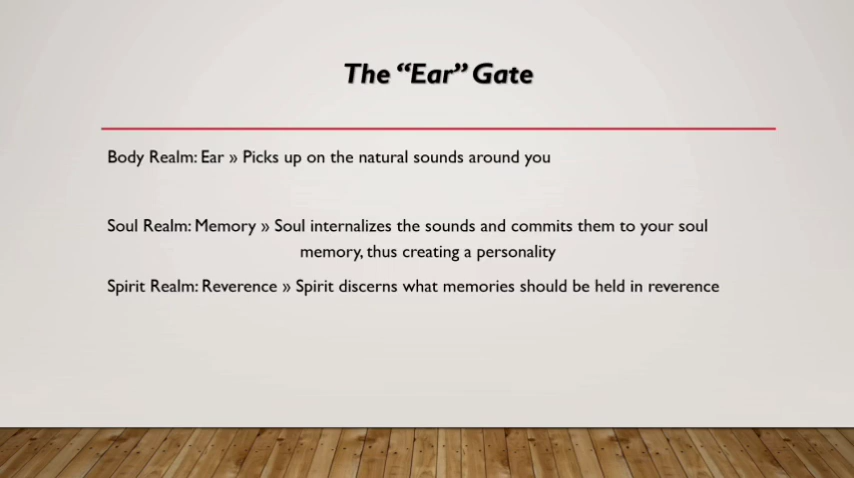 The “Ear” Gate
Body Realm: Ear » Picks up on the natural sounds around you
Soul Realm: Memory » Soul internalizes the sounds and commits them to your soul
memory, thus creating a personality
Spirit Realm: Reverence » Spirit discerns what memories should be held in reverence